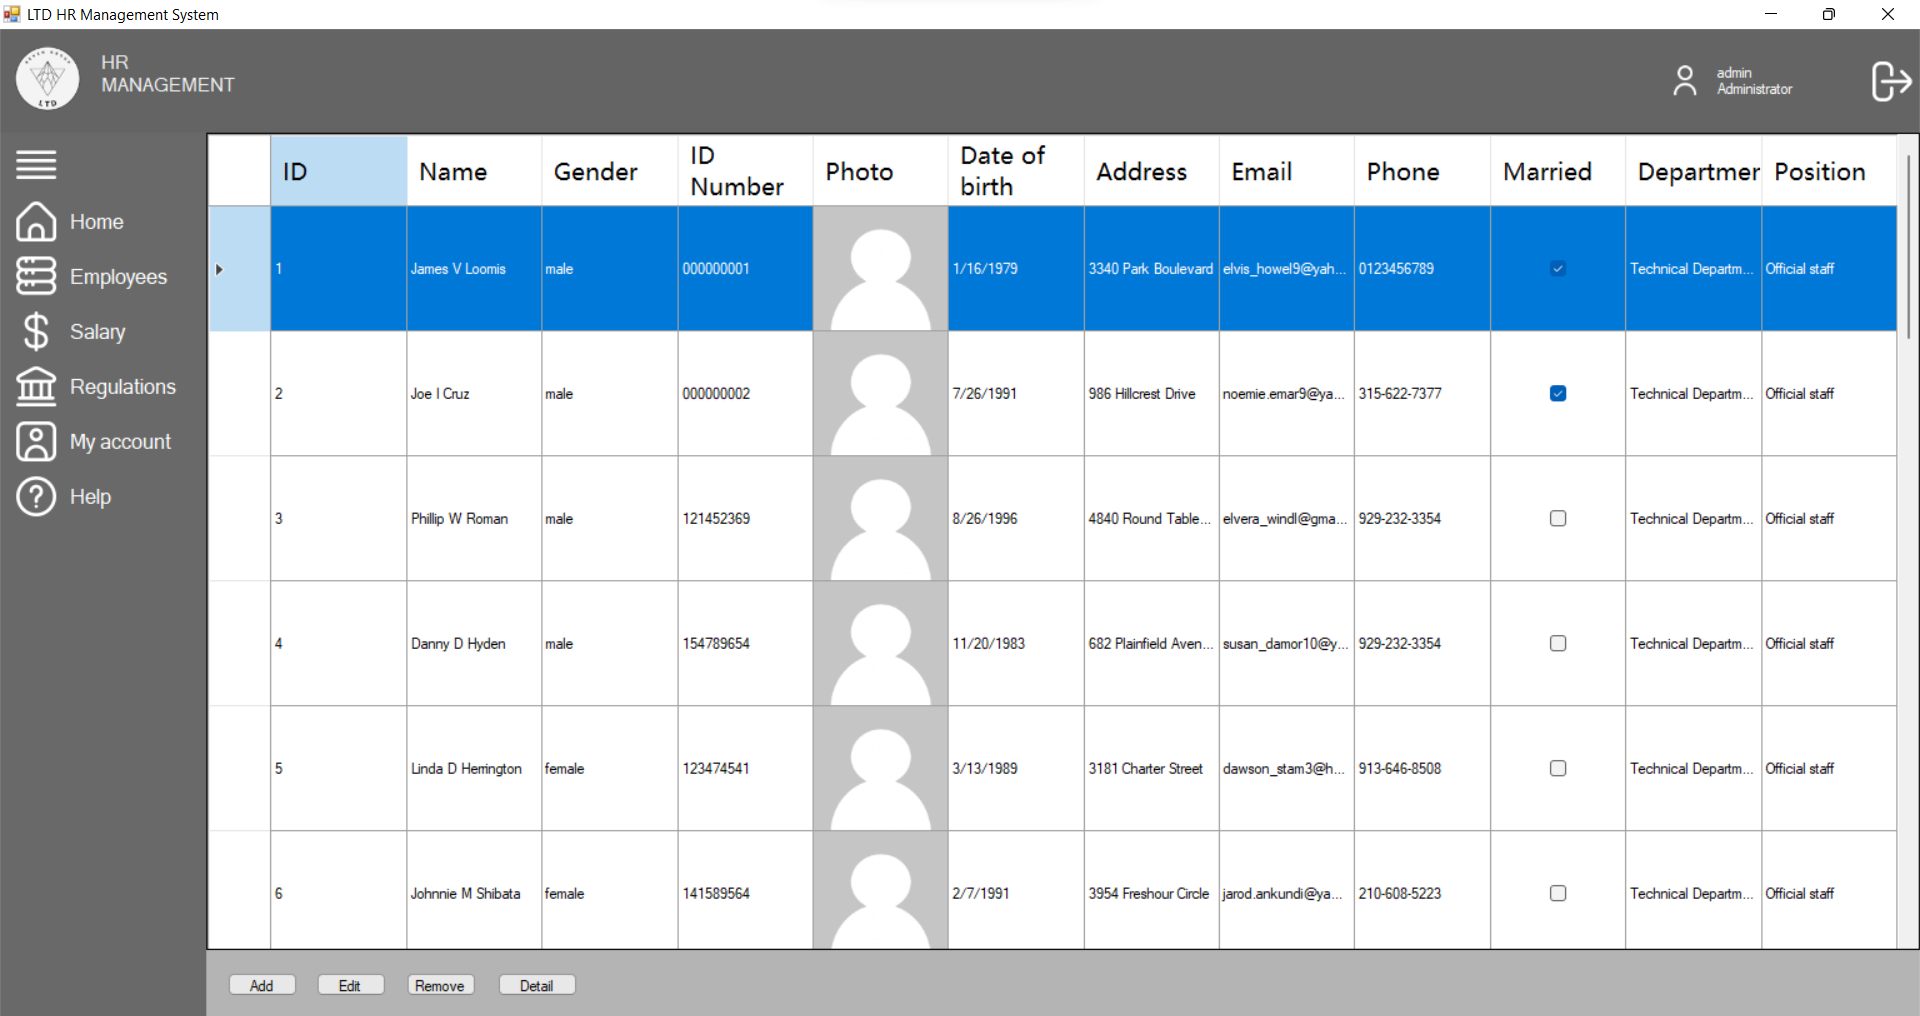 LTD HR Management System
HR
MANAGEMENT
LTD
admin
Administrator
Home
Employees
Salary
Regulations
My account
Help
ID Name Gender ID Number Photo Date of birth Address Email Phone Married Departmer Position
1 James V Loomis male 000000001 1/16/1979 3340 Park Boulevard elvis_howel9@yah... 0123456789 Technical Departm... Official staff
2 Joe I Cruz male 000000002 7/26/1991 986 Hillcrest Drive noemie.emar9@ya... 315-622-7377 Technical Departm... Official staff
3 Phillip W Roman male 121452369 8/26/1996 4840 Round Table... elvera_windl@gma... 929-232-3354 Technical Departm... Official staff
4 Danny D Hyden male 154789654 11/20/1983 682 Plainfield Aven... susan_damor10@y... 929-232-3354 Technical Departm... Official staff
5 Linda D Herrington female 123474541 3/13/1989 3181 Charter Street dawson_stam3@h... 913-646-8508 Technical Departm... Official staff
6 Johnnie M Shibata female 141589564 2/7/1991 3954 Freshour Circle jarod.ankundi@ya... 210-608-5223 Technical Departm... Official staff
Add Edit Remove Detail